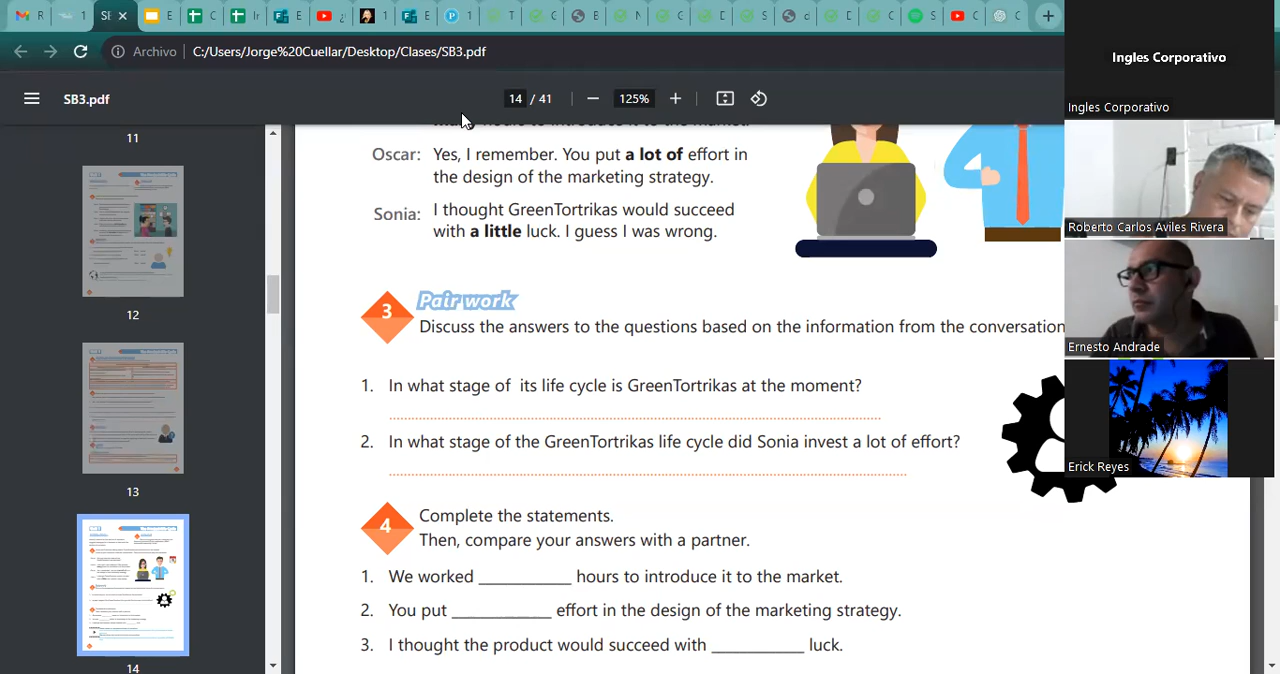 SB3.pdf
14 / 41
125%
Archivo
C:/Users/Jorge%20Cuellar/Desktop/Clases/SB3.pdf
Ingles Corporativo
Ingles Corporativo
Roberto Carlos Aviles Rivera
Ernesto Andrade
Erick Reyes
11
12
13
14
Oscar: Yes, I remember. You put a lot of effort in
the design of the marketing strategy.
Sonia: I thought GreenTortrikas would succeed
with a little luck. I guess I was wrong.
3 Pair work
Discuss the answers to the questions based on the information from the conversation
1. In what stage of its life cycle is GreenTortrikas at the moment?
2. In what stage of the GreenTortrikas life cycle did Sonia invest a lot of effort?
4 Complete the statements.
Then, compare your answers with a partner.
1. We worked __________ hours to introduce it to the market.
2. You put ___________ effort in the design of the marketing strategy.
3. I thought the product would succeed with __________ luck.